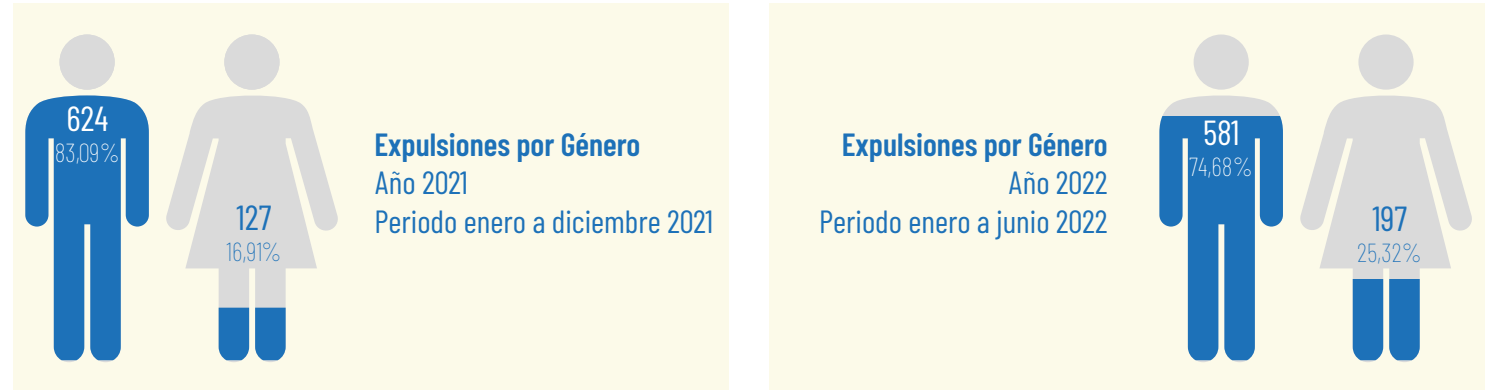 624
83,09%
127
16,91%
Expulsiones por Género
Año 2021
Periodo enero a diciembre 2021
Expulsiones por Género
Año 2022
Periodo enero a junio 2022
581
74,68%
197
25,32%